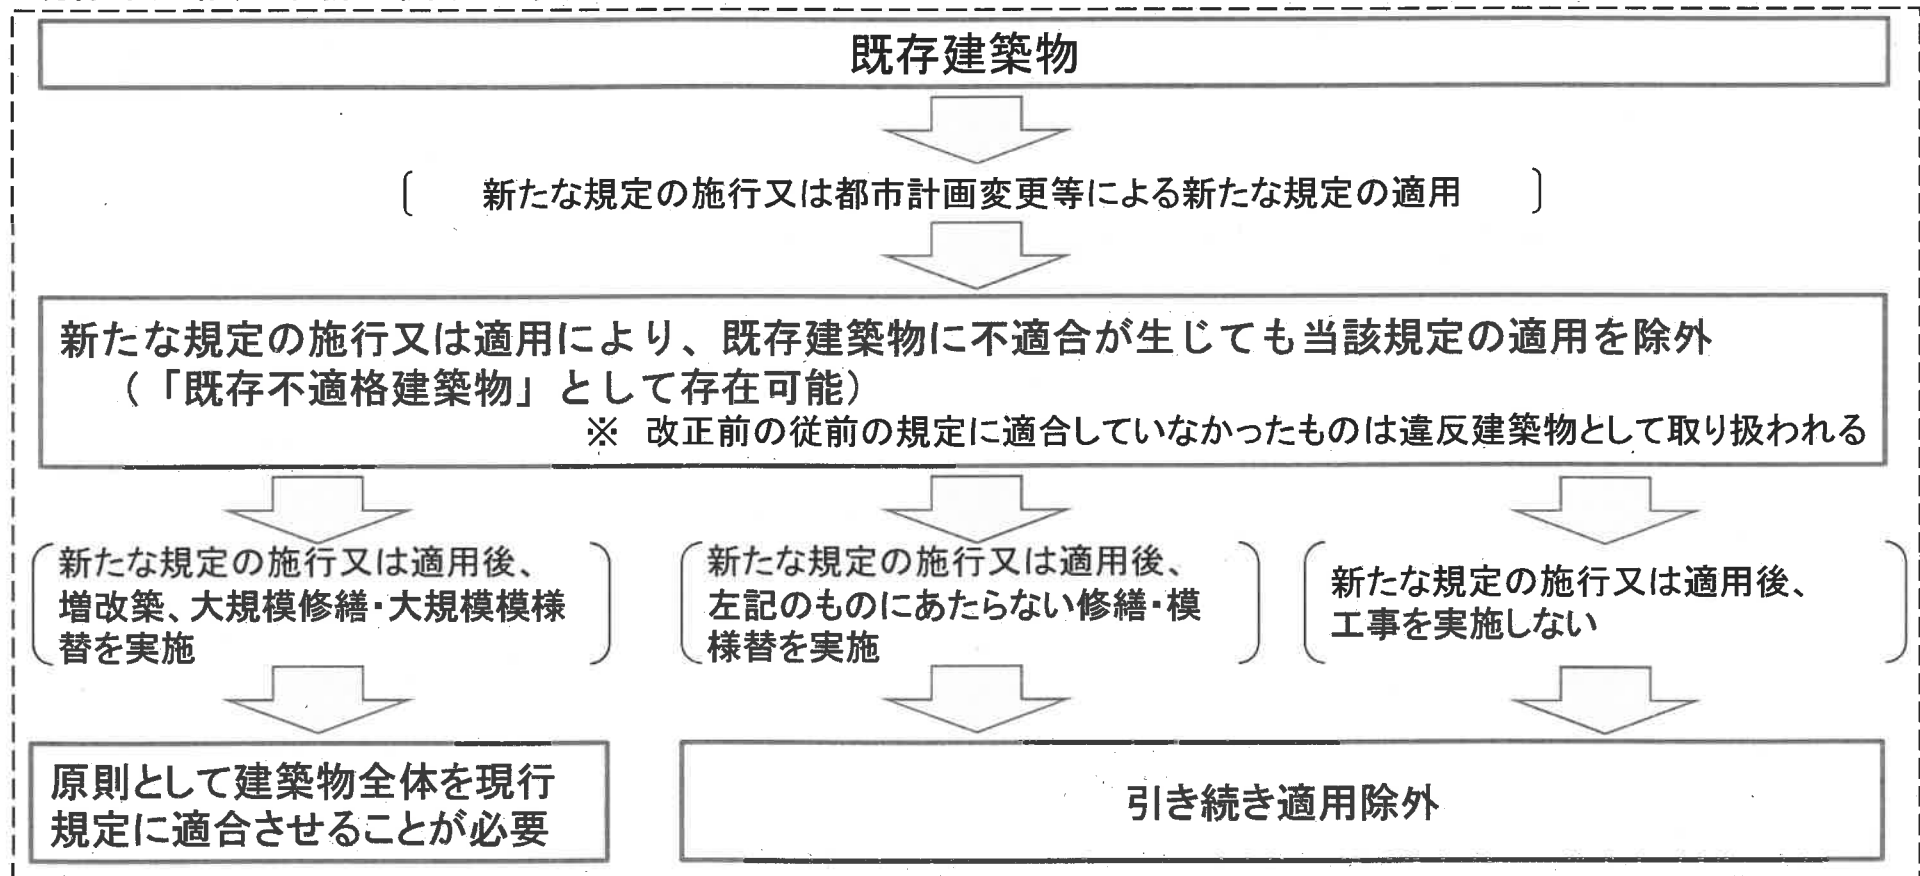 既存建築物
〔 新たな規定の施行又は都市計画変更等による新たな規定の適用 〕
新たな規定の施行又は適用により、既存建築物に不適合が生じても当該規定の適用を除外
（「既存不適格建築物」として存在可能）
※ 改正前の従前の規定に適合していなかったものは違反建築物として取り扱われる
新たな規定の施行又は適用後、
増改築、大規模修繕・大規模模様
替を実施
新たな規定の施行又は適用後、
左記のものにあたらない修繕・模
様替を実施
新たな規定の施行又は適用後、
工事を実施しない
原則として建築物全体を現行
規定に適合させることが必要
引き続き適用除外